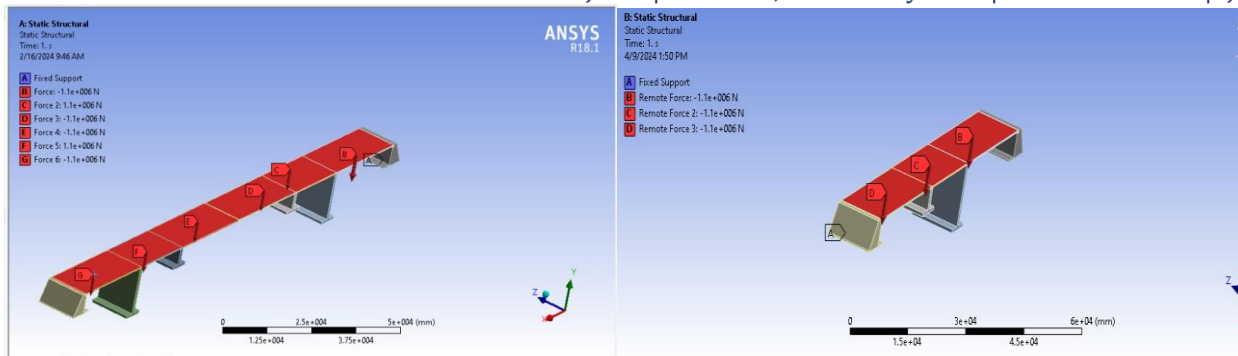 A: Static Structural
Static Structural
Time: 1. s
2/16/2024 9:46 AM
A Fixed Support
B Force: -1.1e+006 N
C Force 2: 1.1e+006 N
D Force 3: -1.1e+006 N
E Force 4: -1.1e+006 N
F Force 5: 1.1e+006 N
G Force 6: -1.1e+006 N
ANSYS
R18.1
B
A
C
D
E
F
G
Y
Z
X
0 2.5e+004 5e+004 (mm)
1.25e+004 3.75e+004
B: Static Structural
Static Structural
Time: 1. s
4/9/2024 1:50 PM
A Fixed Support
B Remote Force: -1.1e+006 N
C Remote Force 2: -1.1e+006 N
D Remote Force 3: -1.1e+006 N
B
C
D
A
Z
0 3e+04 6e+04 (mm)
1.5e+04 4.5e+04